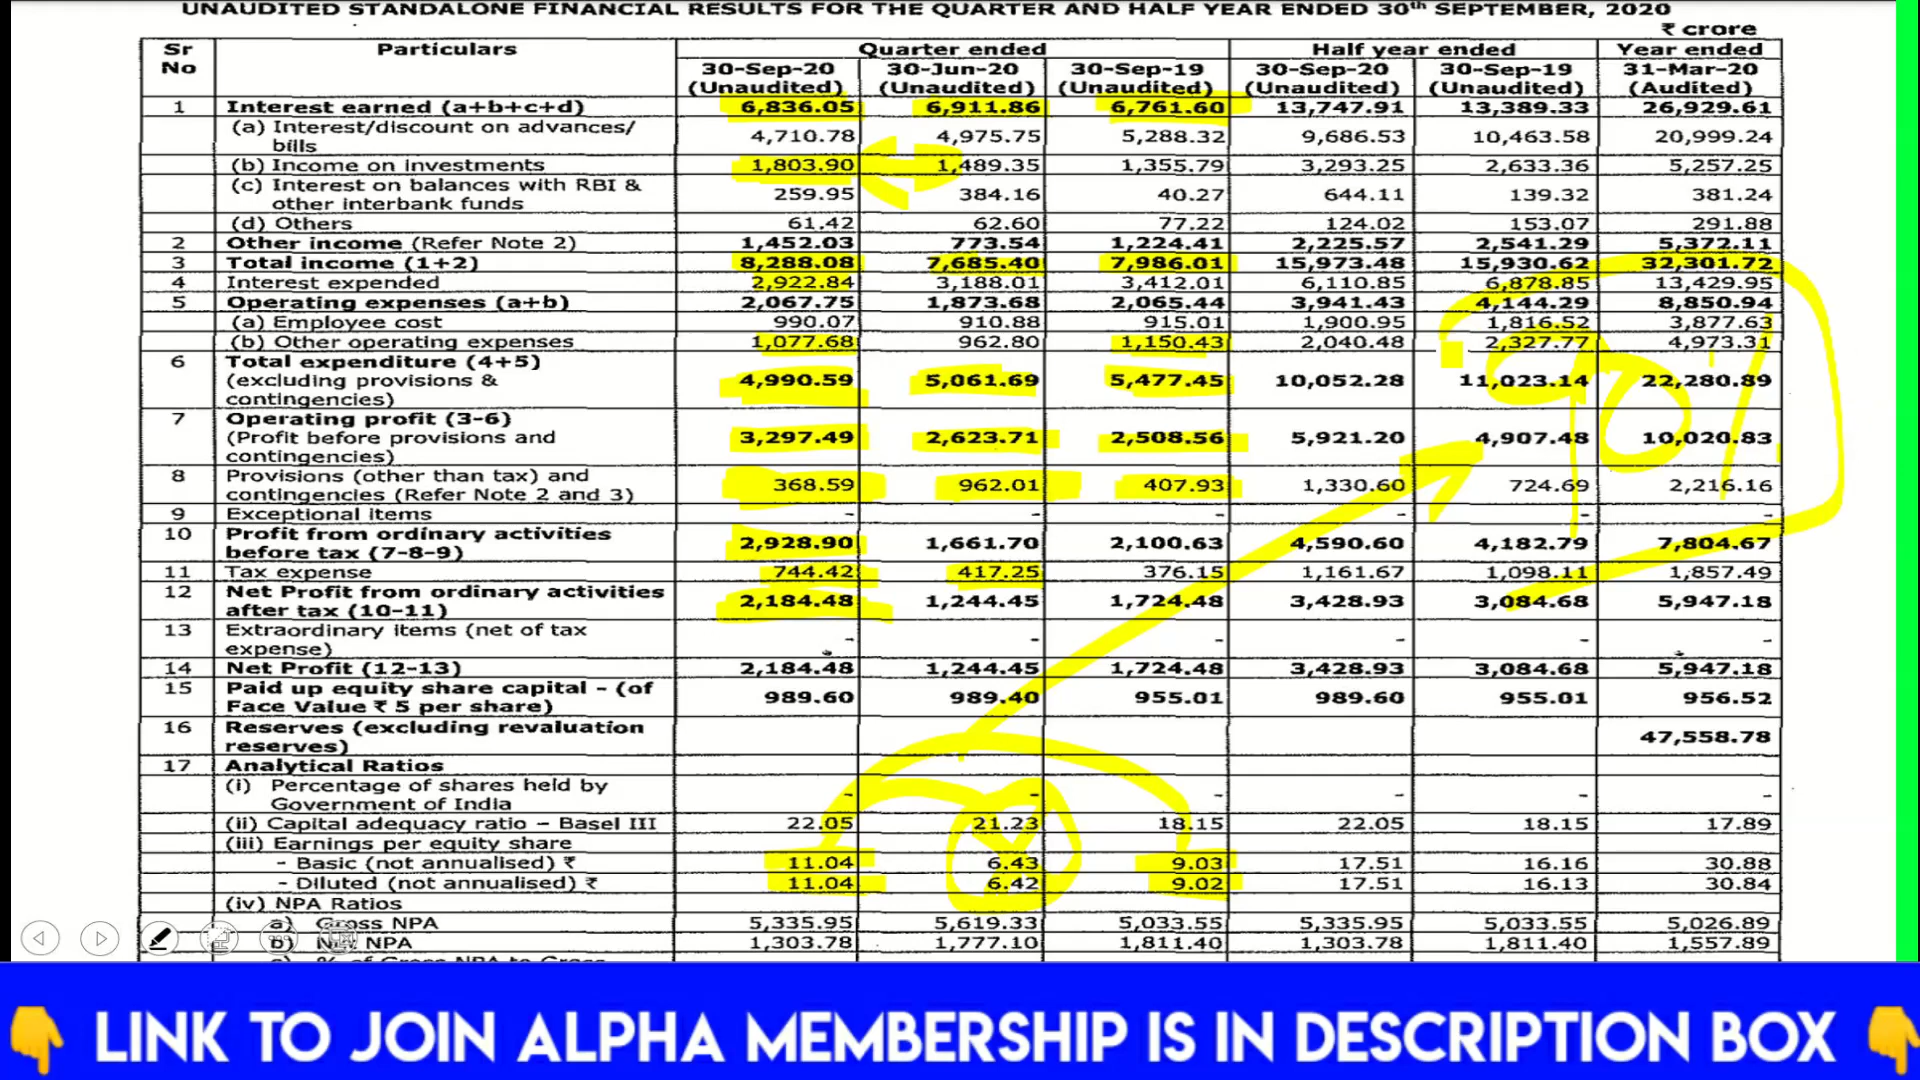 UNAUDITED STANDALONE FINANCIAL RESULTS FOR THE QUARTER AND HALF YEAR ENDED 30th SEPTEMBER, 2020
₹ crore
Sr No Particulars Quarter ended Half year ended Year ended
30-Sep-20 30-Jun-20 30-Sep-19 30-Sep-20 30-Sep-19 31-Mar-20
(Unaudited) (Unaudited) (Unaudited) (Unaudited) (Unaudited) (Audited)
1 Interest earned (a+b+c+d) 6,836.05 6,911.86 6,761.60 13,747.91 13,389.33 26,929.61
(a) Interest/discount on advances/
bills 4,710.78 4,975.75 5,288.32 9,686.53 10,463.58 20,999.24
(b) Income on investments 1,803.90 1,489.35 1,355.79 3,293.25 2,633.36 5,257.25
(c) Interest on balances with RBI &
other interbank funds 259.95 384.16 40.27 644.11 139.32 381.24
(d) Others 61.42 62.60 77.22 124.02 153.07 291.88
2 Other income (Refer Note 2) 1,452.03 773.54 1,224.41 2,225.57 2,541.29 5,372.11
3 Total income (1+2) 8,288.08 7,685.40 7,986.01 15,973.48 15,930.62 32,301.72
4 Interest expended 2,922.84 3,188.01 3,412.01 6,110.85 6,878.85 13,429.95
5 Operating expenses (a+b) 2,067.75 1,873.68 2,065.44 3,941.43 4,144.29 8,850.94
(a) Employee cost 990.07 910.88 915.01 1,900.95 1,816.52 3,877.63
(b) Other operating expenses 1,077.68 962.80 1,150.43 2,040.48 2,327.77 4,973.31
6 Total expenditure (4+5)
(excluding provisions & 4,990.59 5,061.69 5,477.45 10,052.28 11,023.14 22,280.89
contingencies)
7 Operating profit (3-6)
(Profit before provisions and 3,297.49 2,623.71 2,508.56 5,921.20 4,907.48 10,020.83
contingencies)
8 Provisions (other than tax) and
contingencies (Refer Note 2 and 3) 368.59 962.01 407.93 1,330.60 724.69 2,216.16
9 Exceptional items - - - - - -
10 Profit from ordinary activities
before tax (7-8-9) 2,928.90 1,661.70 2,100.63 4,590.60 4,182.79 7,804.67
11 Tax expense 744.42 417.25 376.15 1,161.67 1,098.11 1,857.49
12 Net Profit from ordinary activities
after tax (10-11) 2,184.48 1,244.45 1,724.48 3,428.93 3,084.68 5,947.18
13 Extraordinary items (net of tax
expense) - - - - - -
14 Net Profit (12-13) 2,184.48 1,244.45 1,724.48 3,428.93 3,084.68 5,947.18
15 Paid up equity share capital - (of
Face Value ₹ 5 per share) 989.60 989.40 955.01 989.60 955.01 956.52
16 Reserves (excluding revaluation
reserves) 47,558.78
17 Analytical Ratios
(i) Percentage of shares held by
Government of India - - - - - -
(ii) Capital adequacy ratio – Basel III 22.05 21.23 18.15 22.05 18.15 17.89
(iii) Earnings per equity share
- Basic (not annualised) ₹ 11.04 6.43 9.03 17.51 16.16 30.88
- Diluted (not annualised) ₹ 11.04 6.42 9.02 17.51 16.13 30.84
(iv) NPA Ratios
a) Gross NPA 5,335.95 5,619.33 5,033.55 5,335.95 5,033.55 5,026.89
b) Net NPA 1,303.78 1,777.10 1,811.40 1,303.78 1,811.40 1,557.89
LINK TO JOIN ALPHA MEMBERSHIP IS IN DESCRIPTION BOX